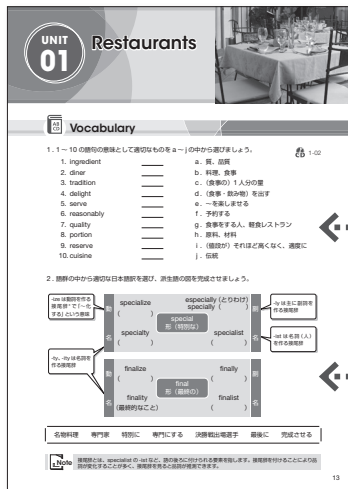 UNIT
01
Restaurants
AB
CD
Vocabulary
1．1～10 の語句の意味として適切なものを a～j の中から選びましょう。
CD 1-02
1. ingredient a．質、品質
2. diner b．料理、食事
3. tradition c．（食事の）1 人分の量
4. delight d．（食事・飲み物）を出す
5. serve e．～を楽しませる
6. reasonably f．予約する
7. quality g．食事をする人、軽食レストラン
8. portion h．原料、材料
9. reserve i．（値段が）それほど高くなく、適度に
10. cuisine j．伝統
2．語群の中から適切な日本語訳を選び、派生語の図を完成させましょう。
-ize は動詞を作る
接尾辞*で「～化
する」という意味
動
specialize
( )
especially（とりわけ）
specially ( )
副
-ly は主に副詞を
作る接尾辞
special
形（特別な）
名
specialty
( )
specialist
( )
名
-ist は名詞（人）
を作る接尾辞
-ty、-ity は名詞を
作る接尾辞
動
finalize
( )
finally
( )
副
final
形（最終の）
名
finality
（最終的なこと）
finalist
( )
名
名物料理 専門家 特別に 専門にする 決勝戦出場選手 最後に 完成させる
Note
接尾辞とは、specialist の -ist など、語の後ろに付けられる要素を指します。接尾辞を付けることにより品
詞が変化することが多く、接尾辞を見ると品詞が推測できます。
13